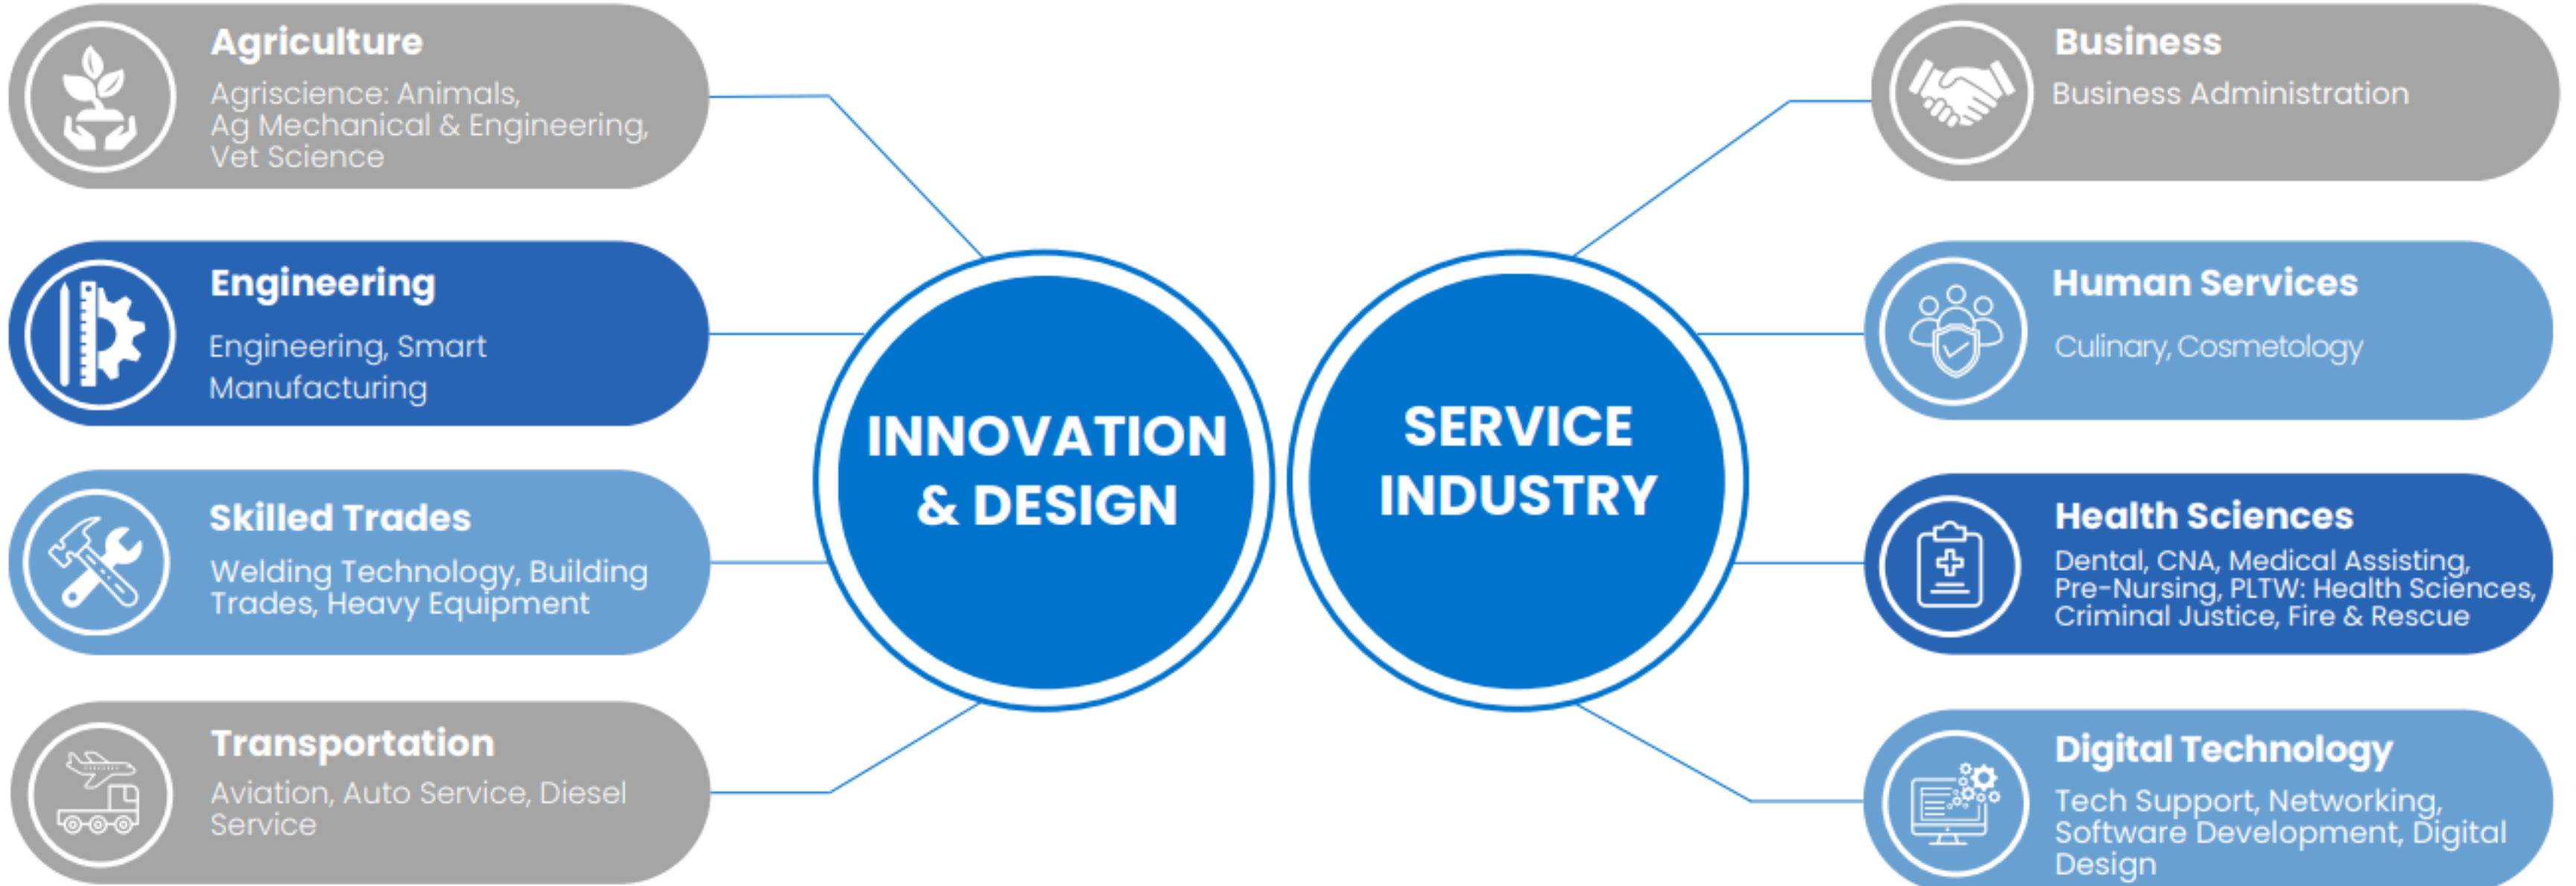 Agriculture
Agriscience: Animals,
Ag Mechanical & Engineering,
Vet Science
Engineering
Engineering, Smart
Manufacturing
Skilled Trades
Welding Technology, Building
Trades, Heavy Equipment
Transportation
Aviation, Auto Service, Diesel
Service
INNOVATION
& DESIGN
SERVICE
INDUSTRY
Business
Business Administration
Human Services
Culinary, Cosmetology
Health Sciences
Dental, CNA, Medical Assisting,
Pre-Nursing, PLTW: Health Sciences,
Criminal Justice, Fire & Rescue
Digital Technology
Tech Support, Networking,
Software Development, Digital
Design